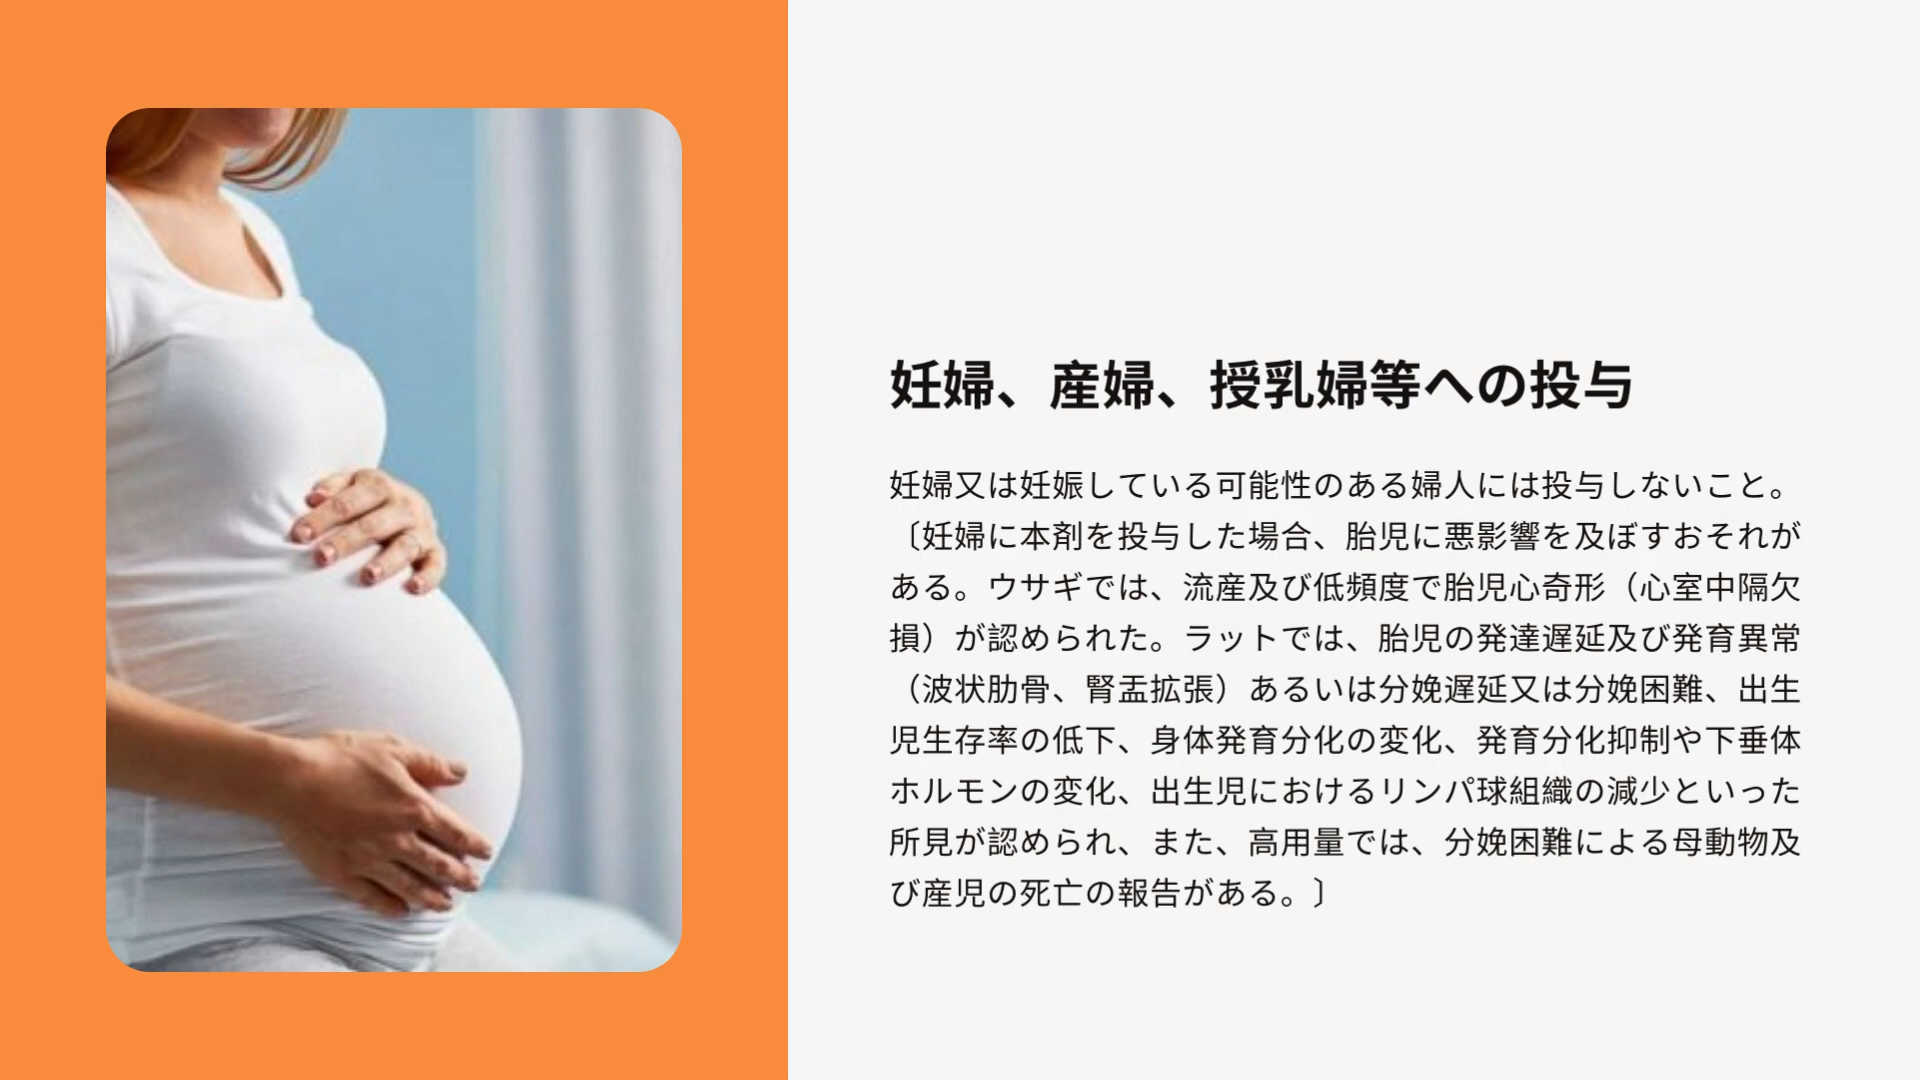 妊婦、産婦、授乳婦等への投与
妊婦又は妊娠している可能性のある婦人には投与しないこと。
〔妊婦に本剤を投与した場合、胎児に悪影響を及ぼすおそれが
ある。ウサギでは、流産及び低頻度で胎児心奇形（心室中隔欠
損）が認められた。ラットでは、胎児の発達遅延及び発育異常
（波状肋骨、腎盂拡張）あるいは分娩遅延又は分娩困難、出生
児生存率の低下、身体発育分化の変化、発育分化抑制や下垂体
ホルモンの変化、出生児におけるリンパ球組織の減少といった
所見が認められ、また、高用量では、分娩困難による母動物及
び産児の死亡の報告がある。〕